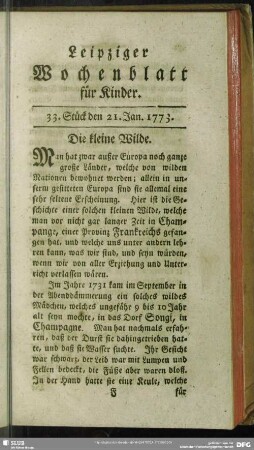 Leipziger
Wochenblatt
für Kinder.
33. Stück den 21. Jan. 1773.
Die kleine Wilde.
Man hat zwar außer Europa noch ganze
große Länder, welche von wilden
Nationen bewohnet werden; allein in un-
serm gesitteten Europa sind sie allemal eine
sehr seltene Erscheinung. Hier ist die Ge-
schichte einer solchen kleinen Wilde, welche
man vor nicht gar langer Zeit in Cham-
pange, einer Provinz Frankreichs gefan-
gen hat, und welche uns unter andern leh-
ren kann, was wir sind, und seyn würden,
wenn wir von aller Erziehung und Unter-
richt verlassen wären.
Im Jahre 1731 kam im September in
der Abenddämmerung ein solches wildes
Mädchen, welches ungefähr 9 bis 10 Jahr
alt seyn mochte, in das Dorf Songi, in
Champagne. Man hat nachmals erfah-
ren, daß der Durst sie dahingetrieben hat-
te, und daß sie Wasser suchte. Ihr Gesicht
war schwarz, der Leib war mit Lumpen und
Fellen bedeckt, die Füße aber waren bloß.
In der Hand hatte sie eine Keule, welche
J
für
SLUB
DFG